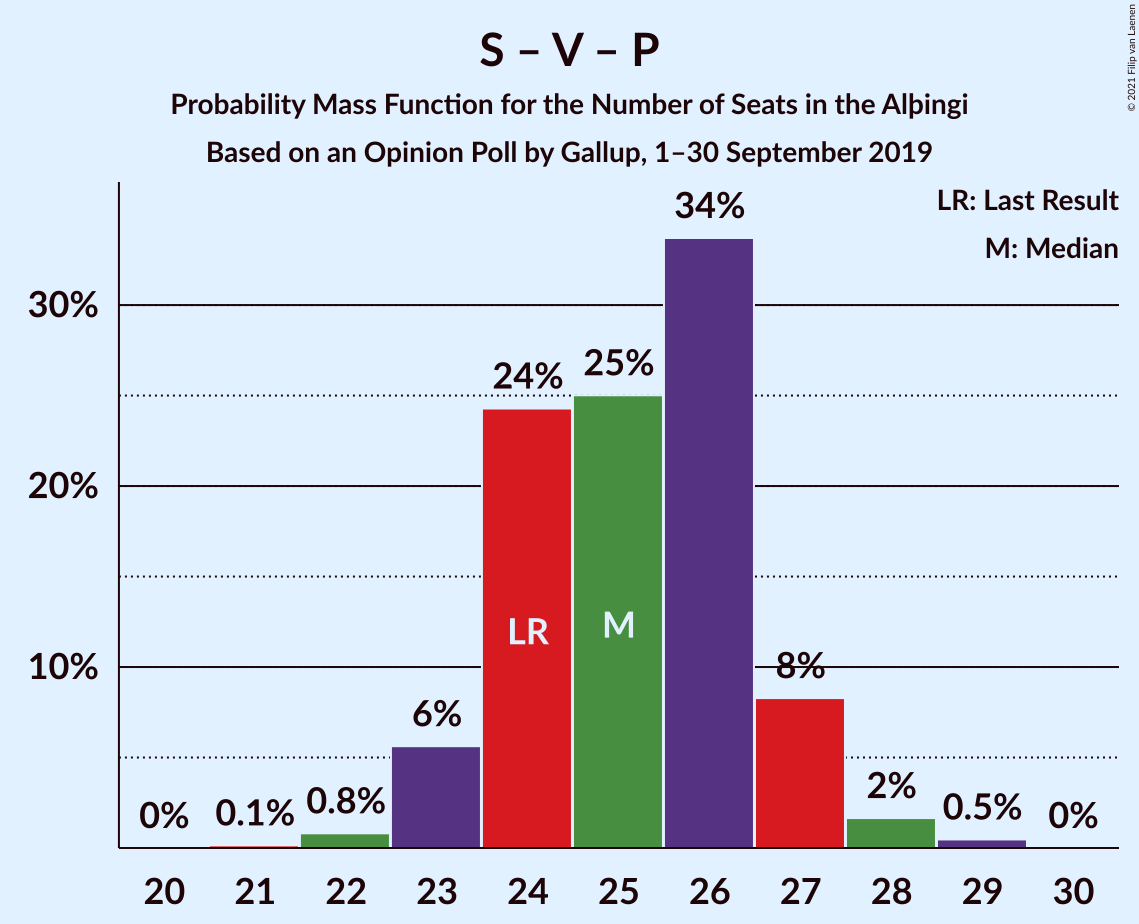 S – V – P
Probability Mass Function for the Number of Seats in the Alþingi
Based on an Opinion Poll by Gallup, 1–30 September 2019
© 2021 Filip van Laenen
LR: Last Result
M: Median
34%
30%
25%
24%
20%
LR
M
10%
8%
6%
2%
0.8%
0.5%
0.1%
0%
0%
20 21 22 23 24 25 26 27 28 29 30